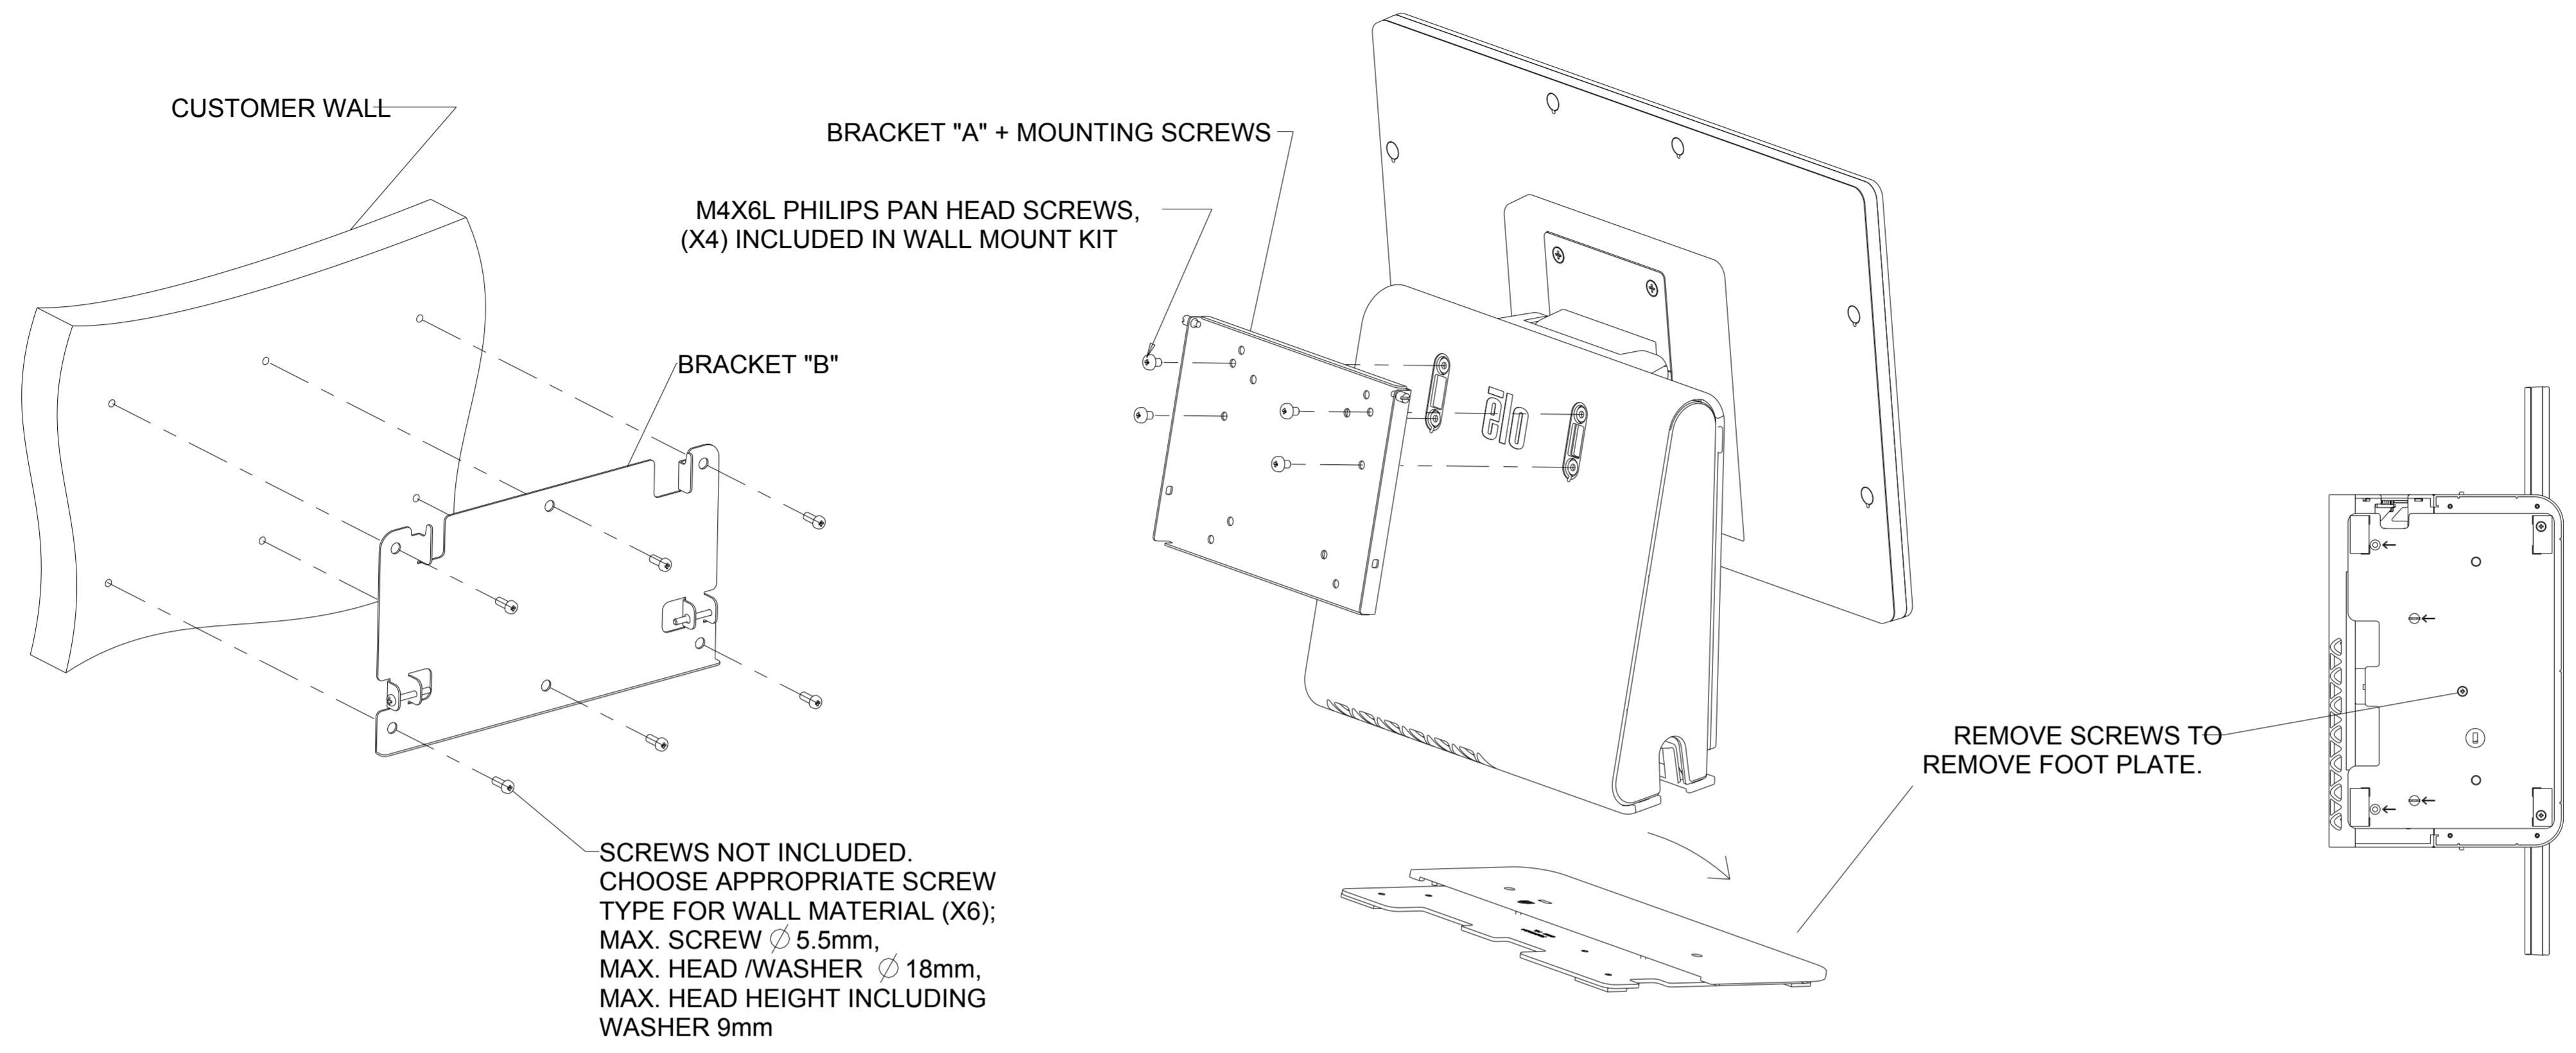 CUSTOMER WALL
BRACKET "A" + MOUNTING SCREWS
M4X6L PHILIPS PAN HEAD SCREWS,
(X4) INCLUDED IN WALL MOUNT KIT
BRACKET "B"
elo
REMOVE SCREWS TO
REMOVE FOOT PLATE.
SCREWS NOT INCLUDED.
CHOOSE APPROPRIATE SCREW
TYPE FOR WALL MATERIAL (X6);
MAX. SCREW ∅ 5.5mm,
MAX. HEAD /WASHER ∅ 18mm,
MAX. HEAD HEIGHT INCLUDING
WASHER 9mm